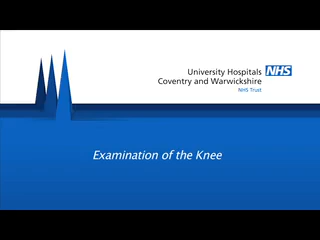 University Hospitals NHS
Coventry and Warwickshire
NHS Trust
Examination of the Knee